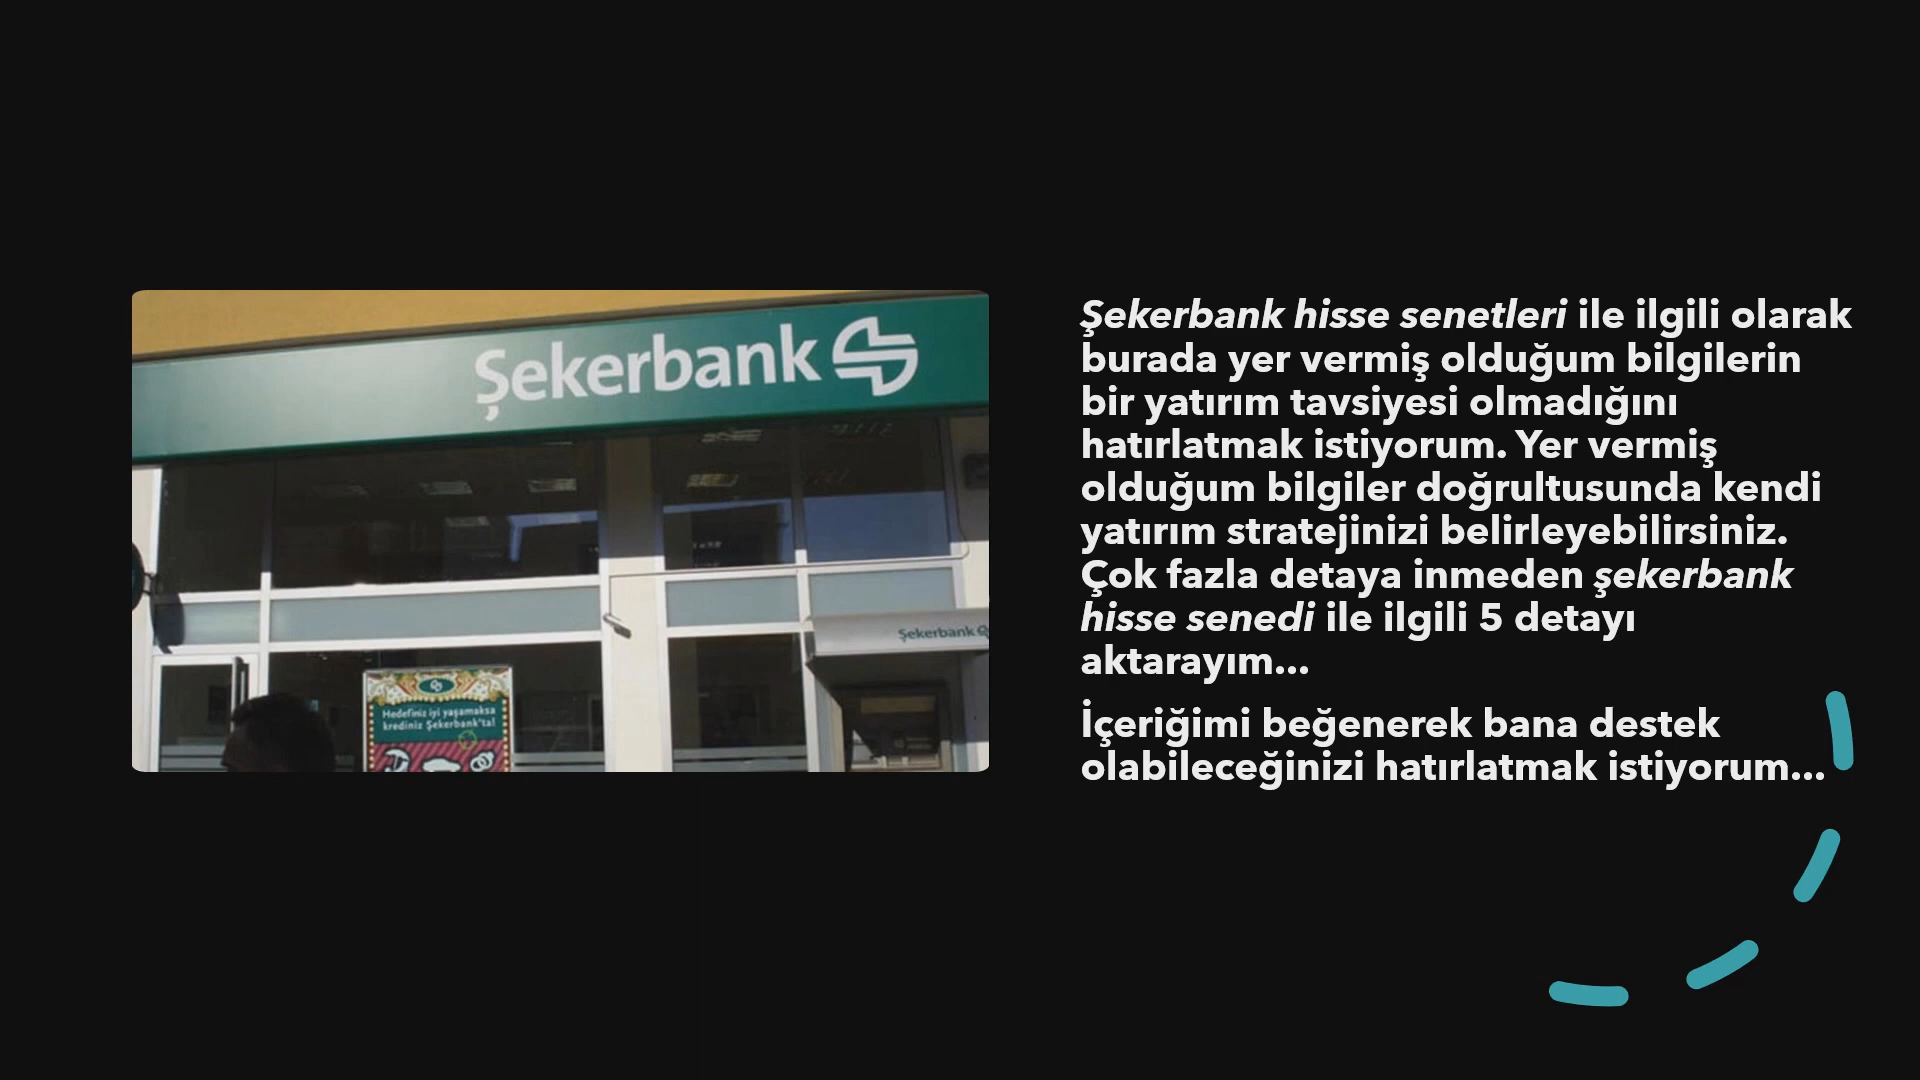 Şekerbank
Şekerbank
Hedefiniz iyi yaşamaksa
krediniz Şekerbank'ta!
Şekerbank hisse senetleri ile ilgili olarak
burada yer vermiş olduğum bilgilerin
bir yatırım tavsiyesi olmadığını
hatırlatmak istiyorum. Yer vermiş
olduğum bilgiler doğrultusunda kendi
yatırım stratejinizi belirleyebilirsiniz.
Çok fazla detaya inmeden şekerbank
hisse senedi ile ilgili 5 detayı
aktarayım...
İçeriğimi beğenerek bana destek
olabileceğinizi hatırlatmak istiyorum...